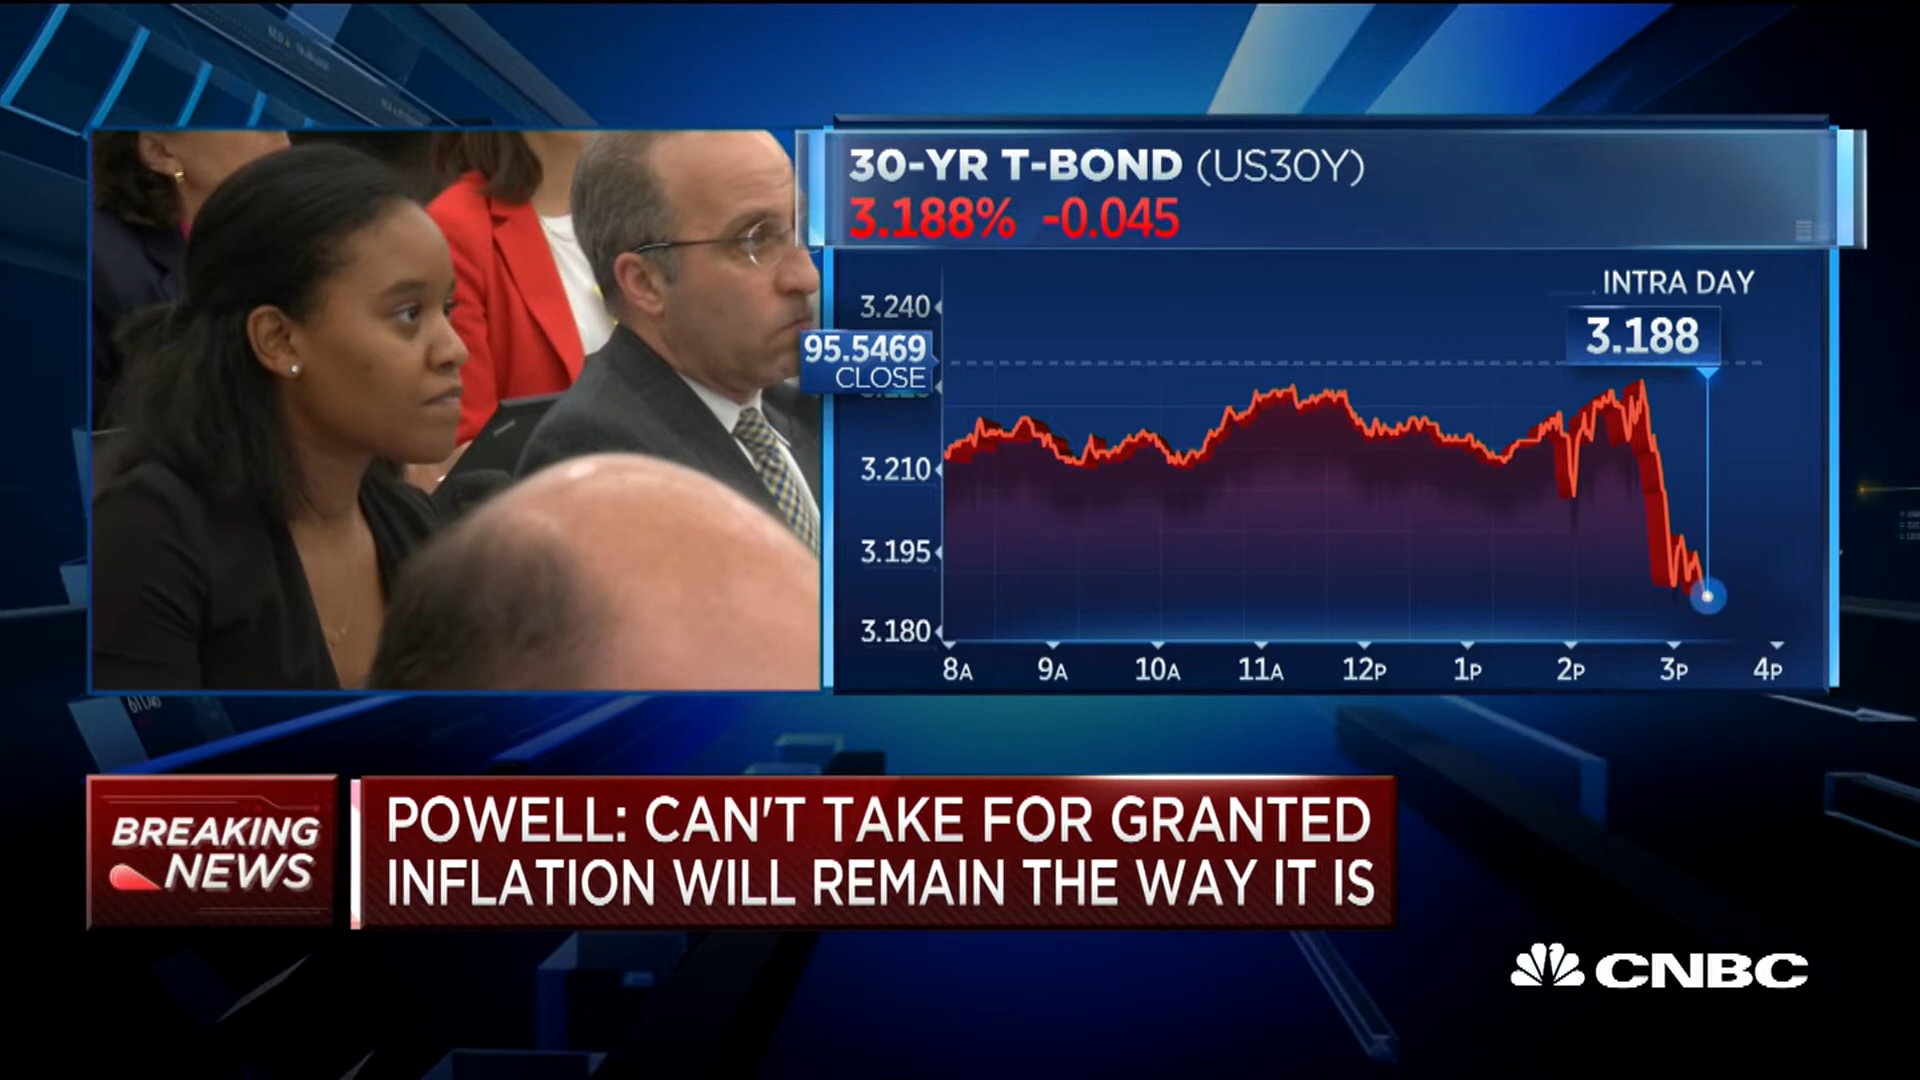 30-YR T-BOND (US30Y)
3.188% -0.045
INTRA DAY
3.188
3.240
95.5469
CLOSE
3.210
3.195
3.180
8A 9A 10A 11A 12P 1P 2P 3P 4P
BREAKING
NEWS
POWELL: CAN'T TAKE FOR GRANTED
INFLATION WILL REMAIN THE WAY IT IS
CNBC